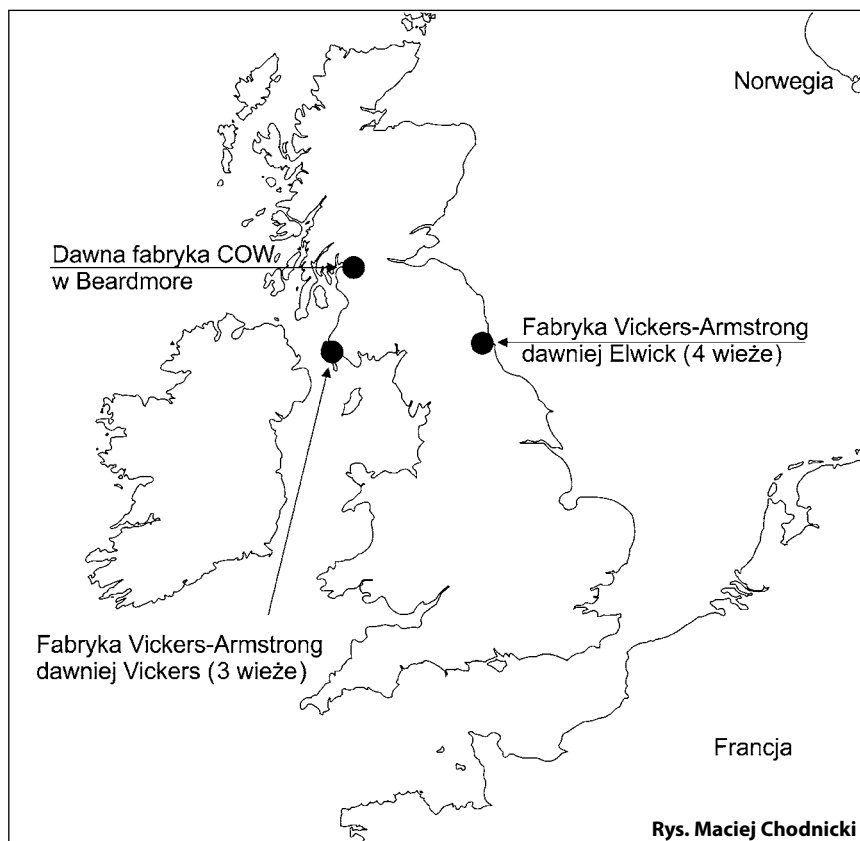 Norwegia
Dawna fabryka COW
w Beardmore
Fabryka Vickers-Armstrong
dawniej Elwick (4 wieże)
Fabryka Vickers-Armstrong
dawniej Vickers (3 wieże)
Francja
Rys. Maciej Chodnicki